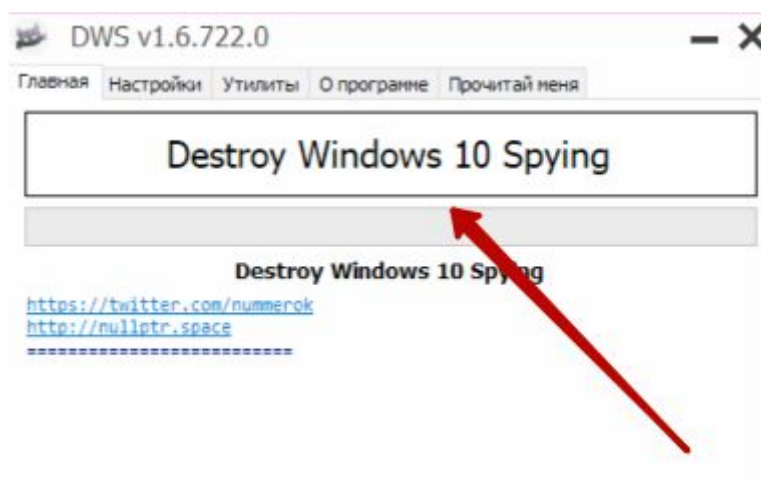 DWS v1.6.722.0
Главная Настройки Утилиты О программе Прочитай меня
Destroy Windows 10 Spying
Destroy Windows 10 Spying
https://twitter.com/nummerok
http://nullptr.space
==========================